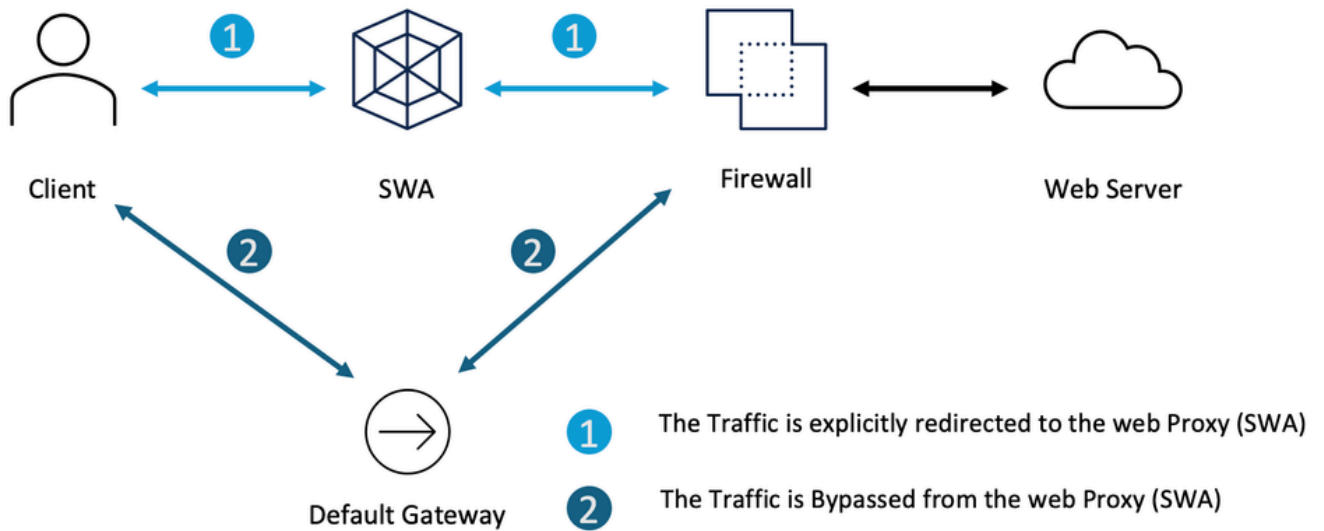 1
1
Client
SWA
Firewall
Web Server
2
2
1 The Traffic is explicitly redirected to the web Proxy (SWA)
2 The Traffic is Bypassed from the web Proxy (SWA)
Default Gateway